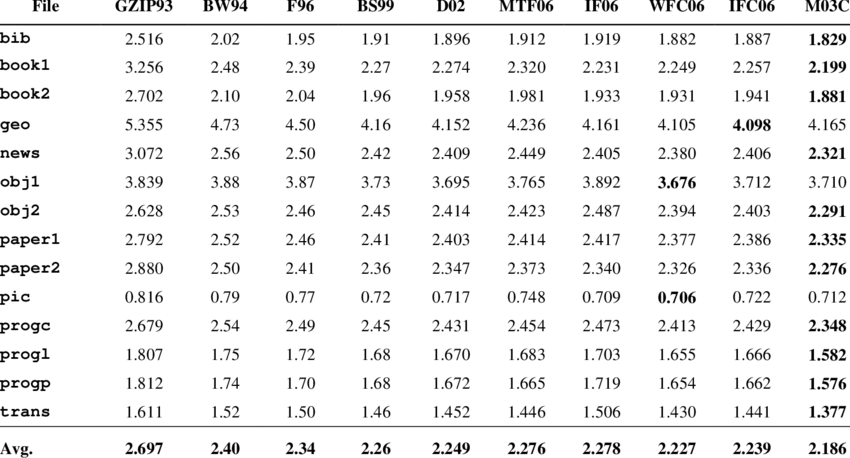 File GZIP93 BW94 F96 BS99 D02 MTF06 IF06 WFC06 IFC06 M03C
bib 2.516 2.02 1.95 1.91 1.896 1.912 1.919 1.882 1.887 1.829
book1 3.256 2.48 2.39 2.27 2.274 2.320 2.231 2.249 2.257 2.199
book2 2.702 2.10 2.04 1.96 1.958 1.981 1.933 1.931 1.941 1.881
geo 5.355 4.73 4.50 4.16 4.152 4.236 4.161 4.105 4.098 4.165
news 3.072 2.56 2.50 2.42 2.409 2.449 2.405 2.380 2.406 2.321
obj1 3.839 3.88 3.87 3.73 3.695 3.765 3.892 3.676 3.712 3.710
obj2 2.628 2.53 2.46 2.45 2.414 2.423 2.487 2.394 2.403 2.291
paper1 2.792 2.52 2.46 2.41 2.403 2.414 2.417 2.377 2.386 2.335
paper2 2.880 2.50 2.41 2.36 2.347 2.373 2.340 2.326 2.336 2.276
pic 0.816 0.79 0.77 0.72 0.717 0.748 0.709 0.706 0.722 0.712
progc 2.679 2.54 2.49 2.45 2.431 2.454 2.473 2.413 2.429 2.348
progl 1.807 1.75 1.72 1.68 1.670 1.683 1.703 1.655 1.666 1.582
progp 1.812 1.74 1.70 1.68 1.672 1.665 1.719 1.654 1.662 1.576
trans 1.611 1.52 1.50 1.46 1.452 1.446 1.506 1.430 1.441 1.377
Avg. 2.697 2.40 2.34 2.26 2.249 2.276 2.278 2.227 2.239 2.186